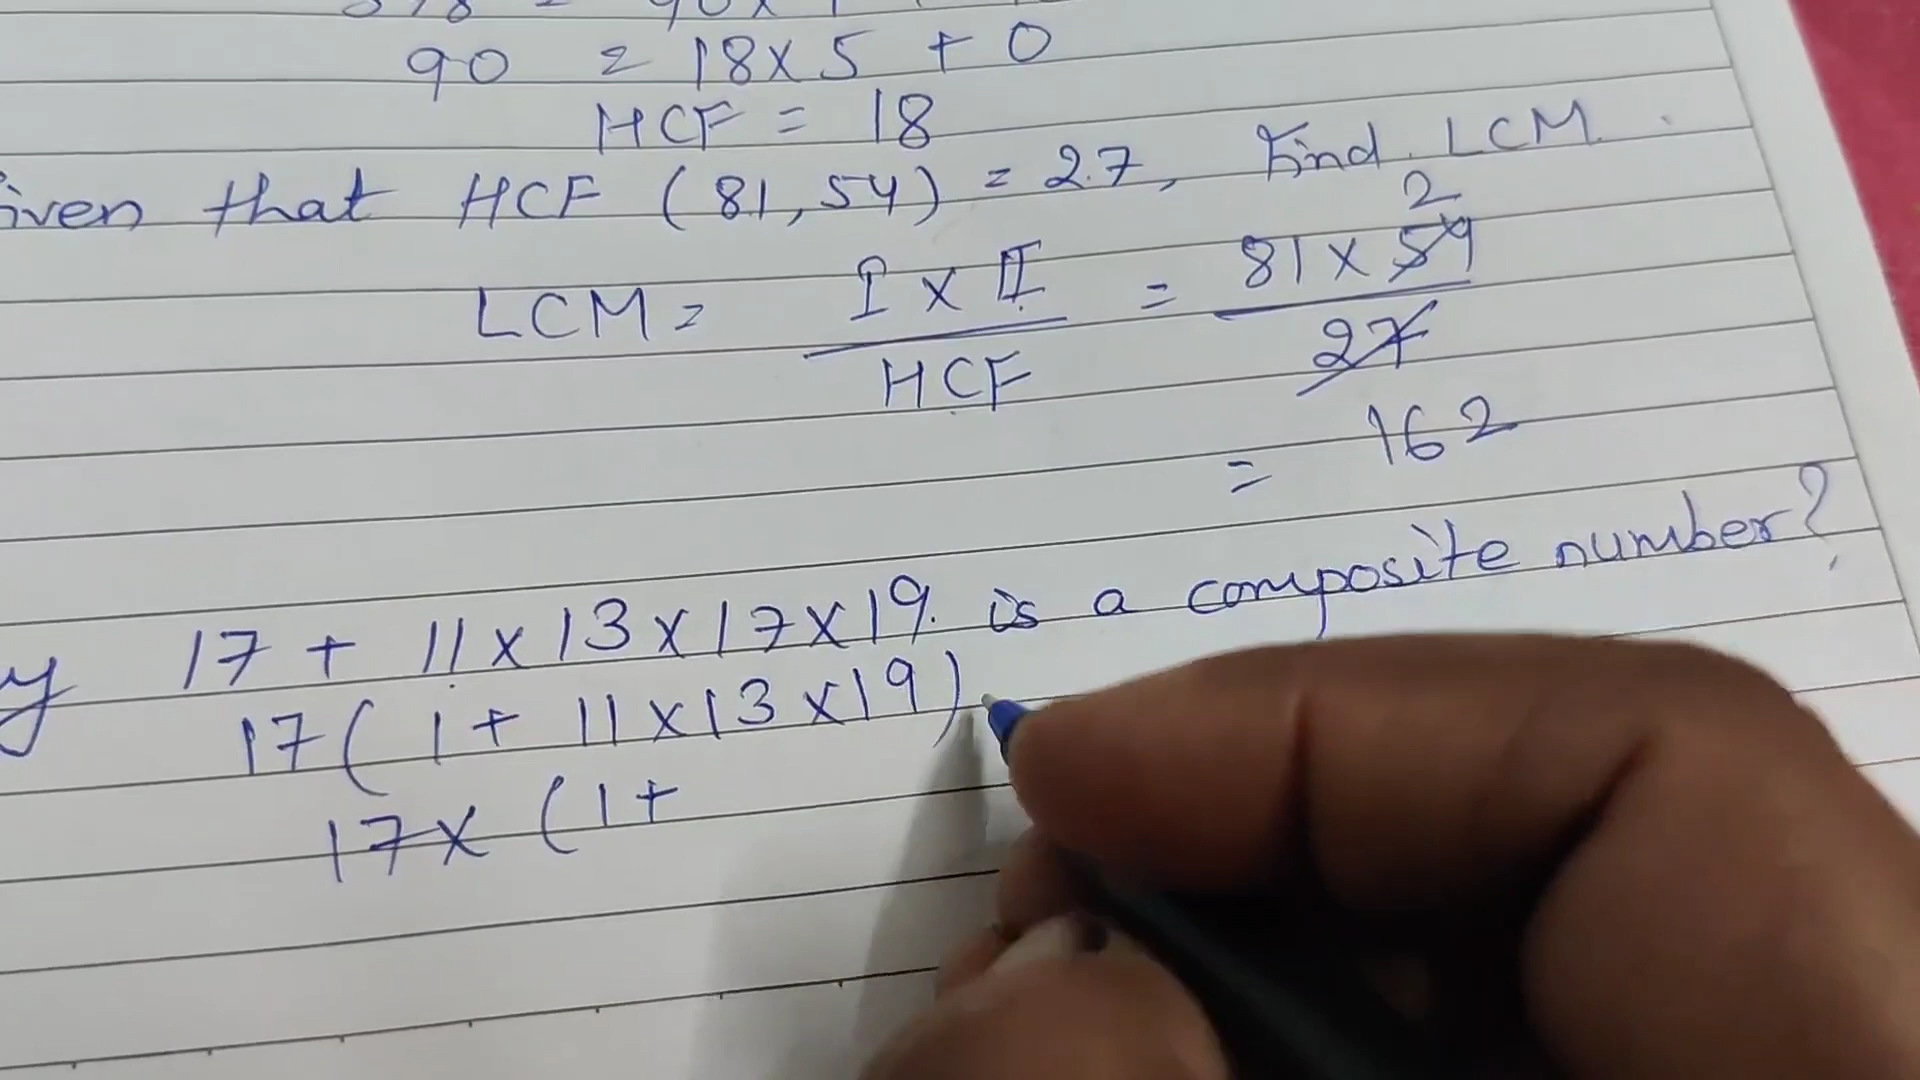 90 = 18 x 5 + 0
HCF = 18
iven that HCF (81, 54) = 27, Find LCM.
LCM = I x II / HCF = 81 x 54 / 27
2
= 162
y 17 + 11 x 13 x 17 x 19. is a composite number?
17 ( 1 + 11 x 13 x 19 )
17 x ( 1 +